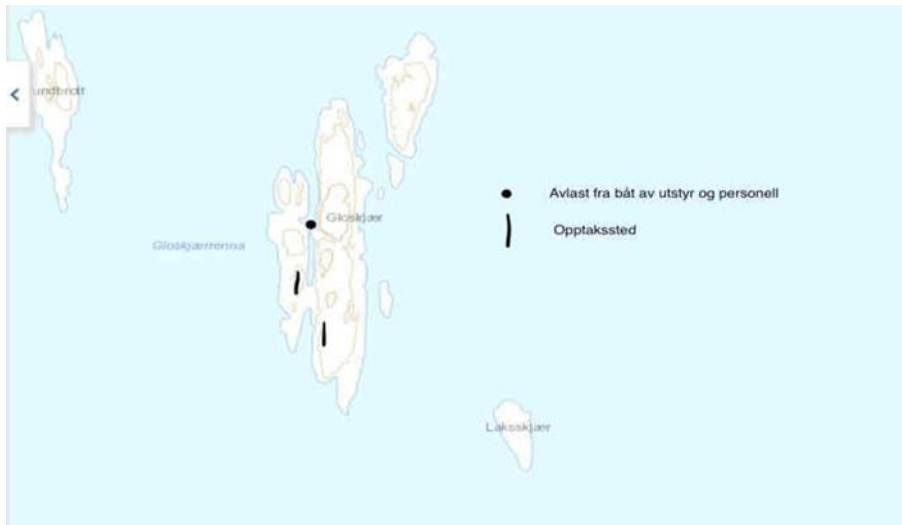 undbrott
Gloskjær
Avlast fra båt av utstyr og personell
Opptakssted
Gloskjærrenna
Laksskjær